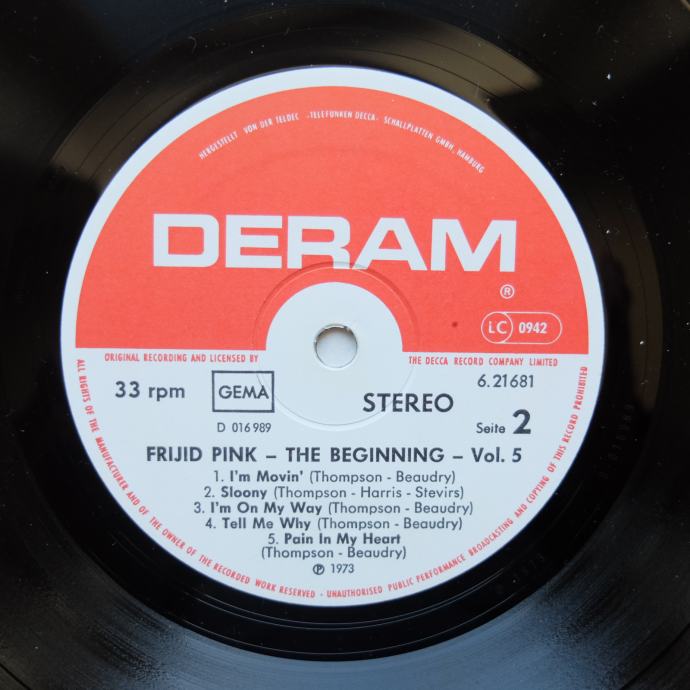 HERGESTELLT VON DER TELDEC »TELEFUNKEN DECCA« SCHALLPLATTEN GMBH, HAMBURG
DERAM
®
LC 0942
ORIGINAL RECORDING AND LICENSED BY THE DECCA RECORD COMPANY LIMITED
33 rpm GEMA STEREO 6.21681
D 016 989 Seite 2
FRIJID PINK – THE BEGINNING – Vol. 5
1. I'm Movin' (Thompson - Beaudry)
2. Sloony (Thompson - Harris - Stevirs)
3. I'm On My Way (Thompson - Beaudry)
4. Tell Me Why (Thompson - Beaudry)
5. Pain In My Heart
(Thompson - Beaudry)
℗ 1973
ALL RIGHTS OF THE MANUFACTURER AND OF THE OWNER OF THE RECORDED WORK RESERVED - UNAUTHORISED PUBLIC PERFORMANCE BROADCASTING AND COPYING OF THIS RECORD PROHIBITED